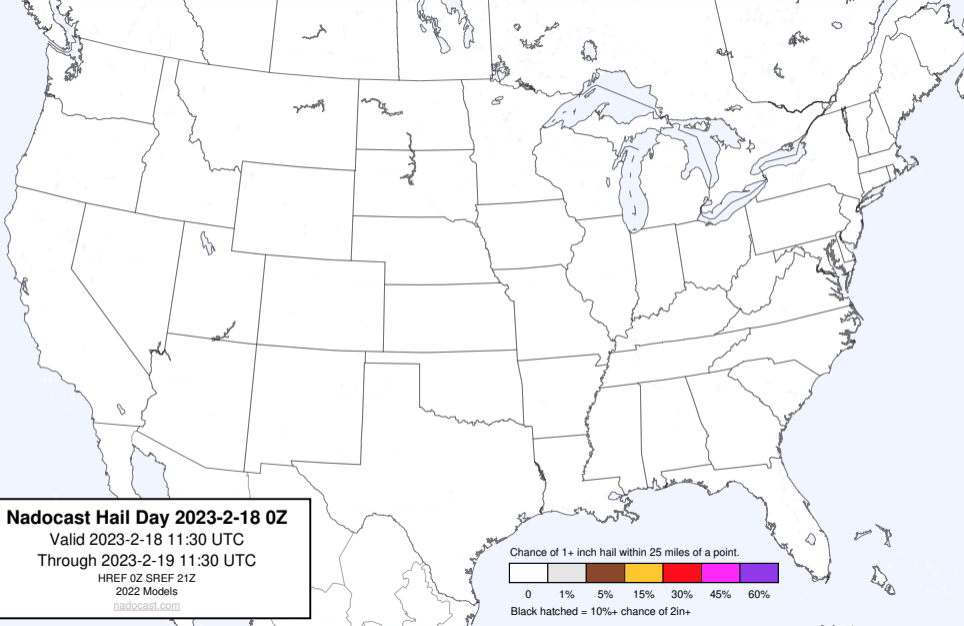 Nadocast Hail Day 2023-2-18 0Z
Valid 2023-2-18 11:30 UTC
Through 2023-2-19 11:30 UTC
HREF 0Z SREF 21Z
2022 Models
nadocast.com
Chance of 1+ inch hail within 25 miles of a point.
0 1% 5% 15% 30% 45% 60%
Black hatched = 10%+ chance of 2in+